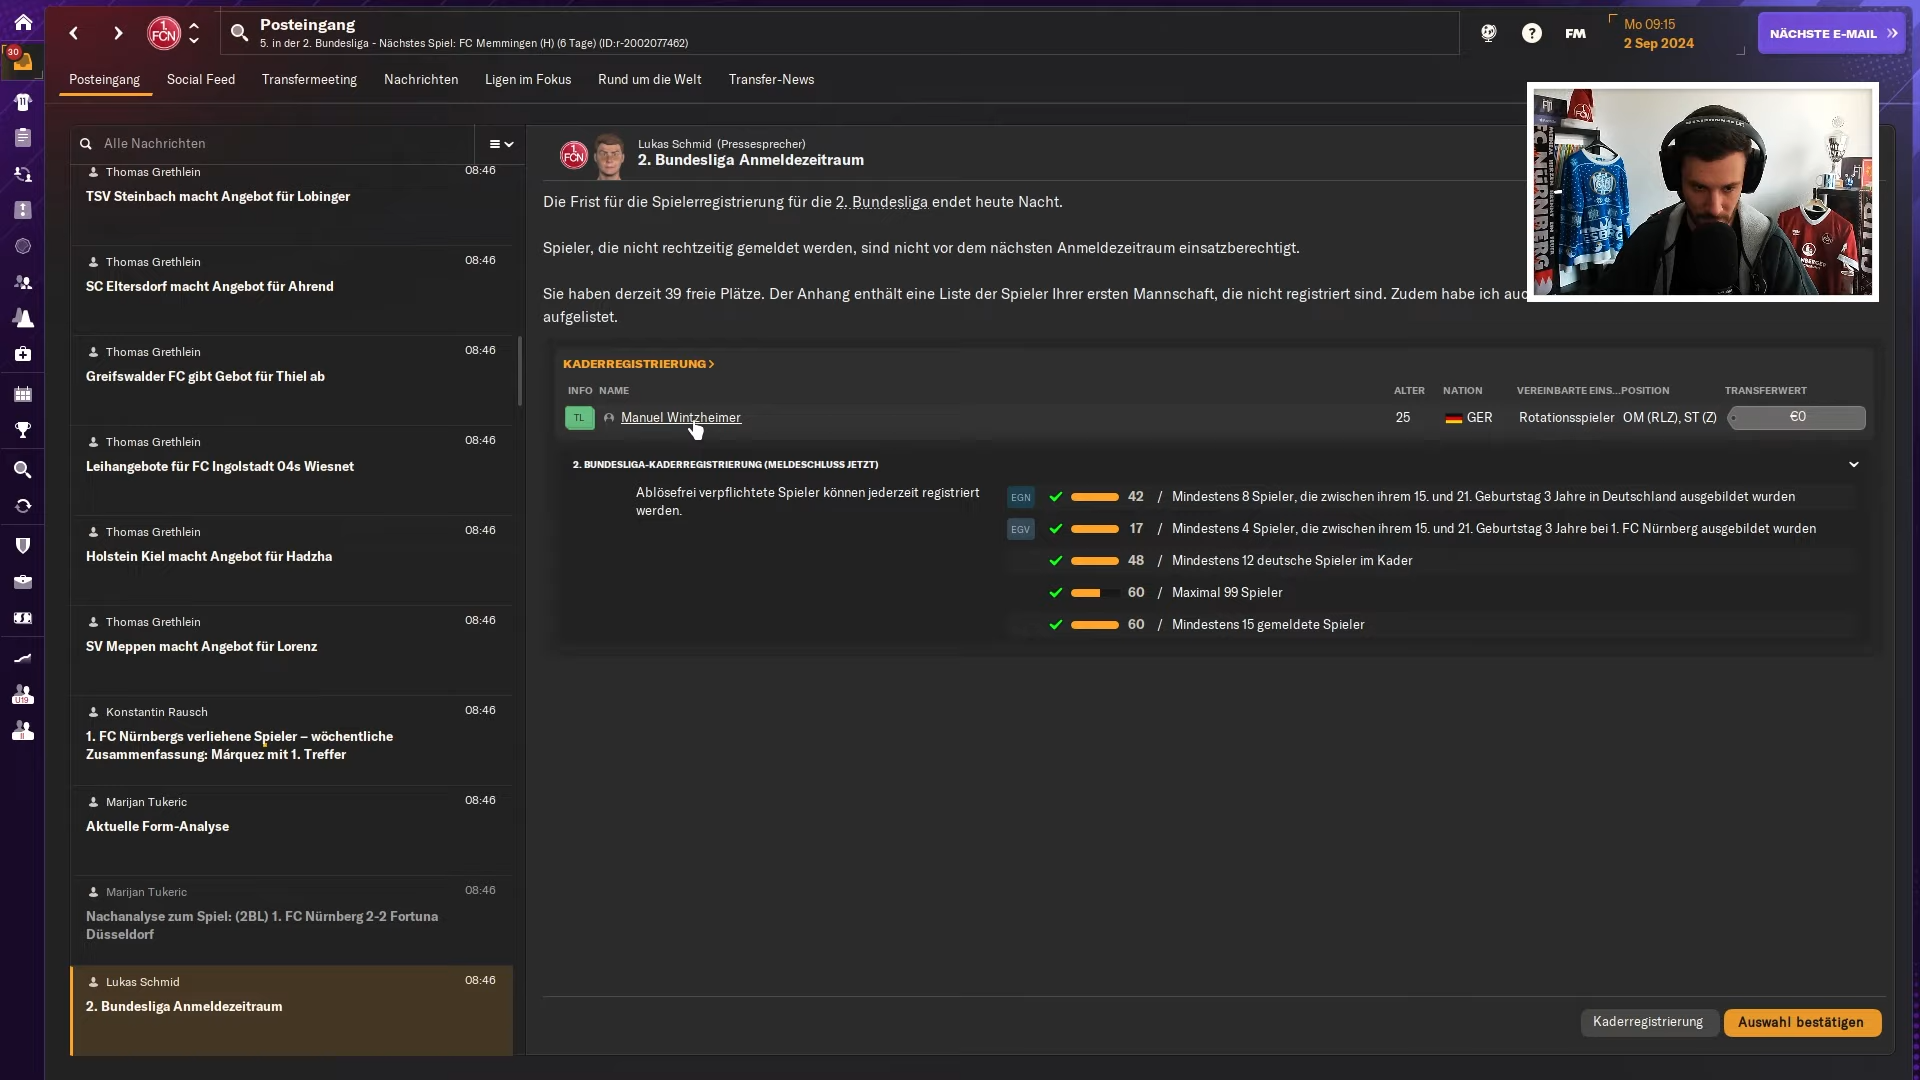 Posteingang
5. in der 2. Bundesliga - Nächstes Spiel: FC Memmingen (H) (6 Tage) (ID:r-2002077462)
FM
Mo 09:15
2 Sep 2024
NÄCHSTE E-MAIL
30
Posteingang
Social Feed
Transfermeeting
Nachrichten
Ligen im Fokus
Rund um die Welt
Transfer-News
Alle Nachrichten
Thomas Grethlein
08:46
TSV Steinbach macht Angebot für Lobinger
Thomas Grethlein
08:46
SC Eltersdorf macht Angebot für Ahrend
Thomas Grethlein
08:46
Greifswalder FC gibt Gebot für Thiel ab
Thomas Grethlein
08:46
Leihangebote für FC Ingolstadt 04s Wiesnet
Thomas Grethlein
08:46
Holstein Kiel macht Angebot für Hadzha
Thomas Grethlein
08:46
SV Meppen macht Angebot für Lorenz
Konstantin Rausch
08:46
1. FC Nürnbergs verliehene Spieler – wöchentliche
Zusammenfassung: Márquez mit 1. Treffer
Marijan Tukeric
08:46
Aktuelle Form-Analyse
Marijan Tukeric
08:46
Nachanalyse zum Spiel: (2BL) 1. FC Nürnberg 2-2 Fortuna
Düsseldorf
Lukas Schmid
08:46
2. Bundesliga Anmeldezeitraum
Lukas Schmid (Pressesprecher)
2. Bundesliga Anmeldezeitraum
Die Frist für die Spielerregistrierung für die 2. Bundesliga endet heute Nacht.
Spieler, die nicht rechtzeitig gemeldet werden, sind nicht vor dem nächsten Anmeldezeitraum einsatzberechtigt.
Sie haben derzeit 39 freie Plätze. Der Anhang enthält eine Liste der Spieler Ihrer ersten Mannschaft, die nicht registriert sind. Zudem habe ich
aufgelistet.
KADERREGISTRIERUNG >
INFO NAME ALTER NATION VEREINBARTE EINS... POSITION TRANSFERWERT
TL Manuel Wintzheimer 25 GER Rotationsspieler OM (RLZ), ST (Z) €0
2. BUNDESLIGA-KADERREGISTRIERUNG (MELDESCHLUSS JETZT)
Ablösefrei verpflichtete Spieler können jederzeit registriert
werden.
EGN 42 / Mindestens 8 Spieler, die zwischen ihrem 15. und 21. Geburtstag 3 Jahre in Deutschland ausgebildet wurden
EGV 17 / Mindestens 4 Spieler, die zwischen ihrem 15. und 21. Geburtstag 3 Jahre bei 1. FC Nürnberg ausgebildet wurden
48 / Mindestens 12 deutsche Spieler im Kader
60 / Maximal 99 Spieler
60 / Mindestens 15 gemeldete Spieler
Kaderregistrierung
Auswahl bestätigen
U19
II
1.
FCN